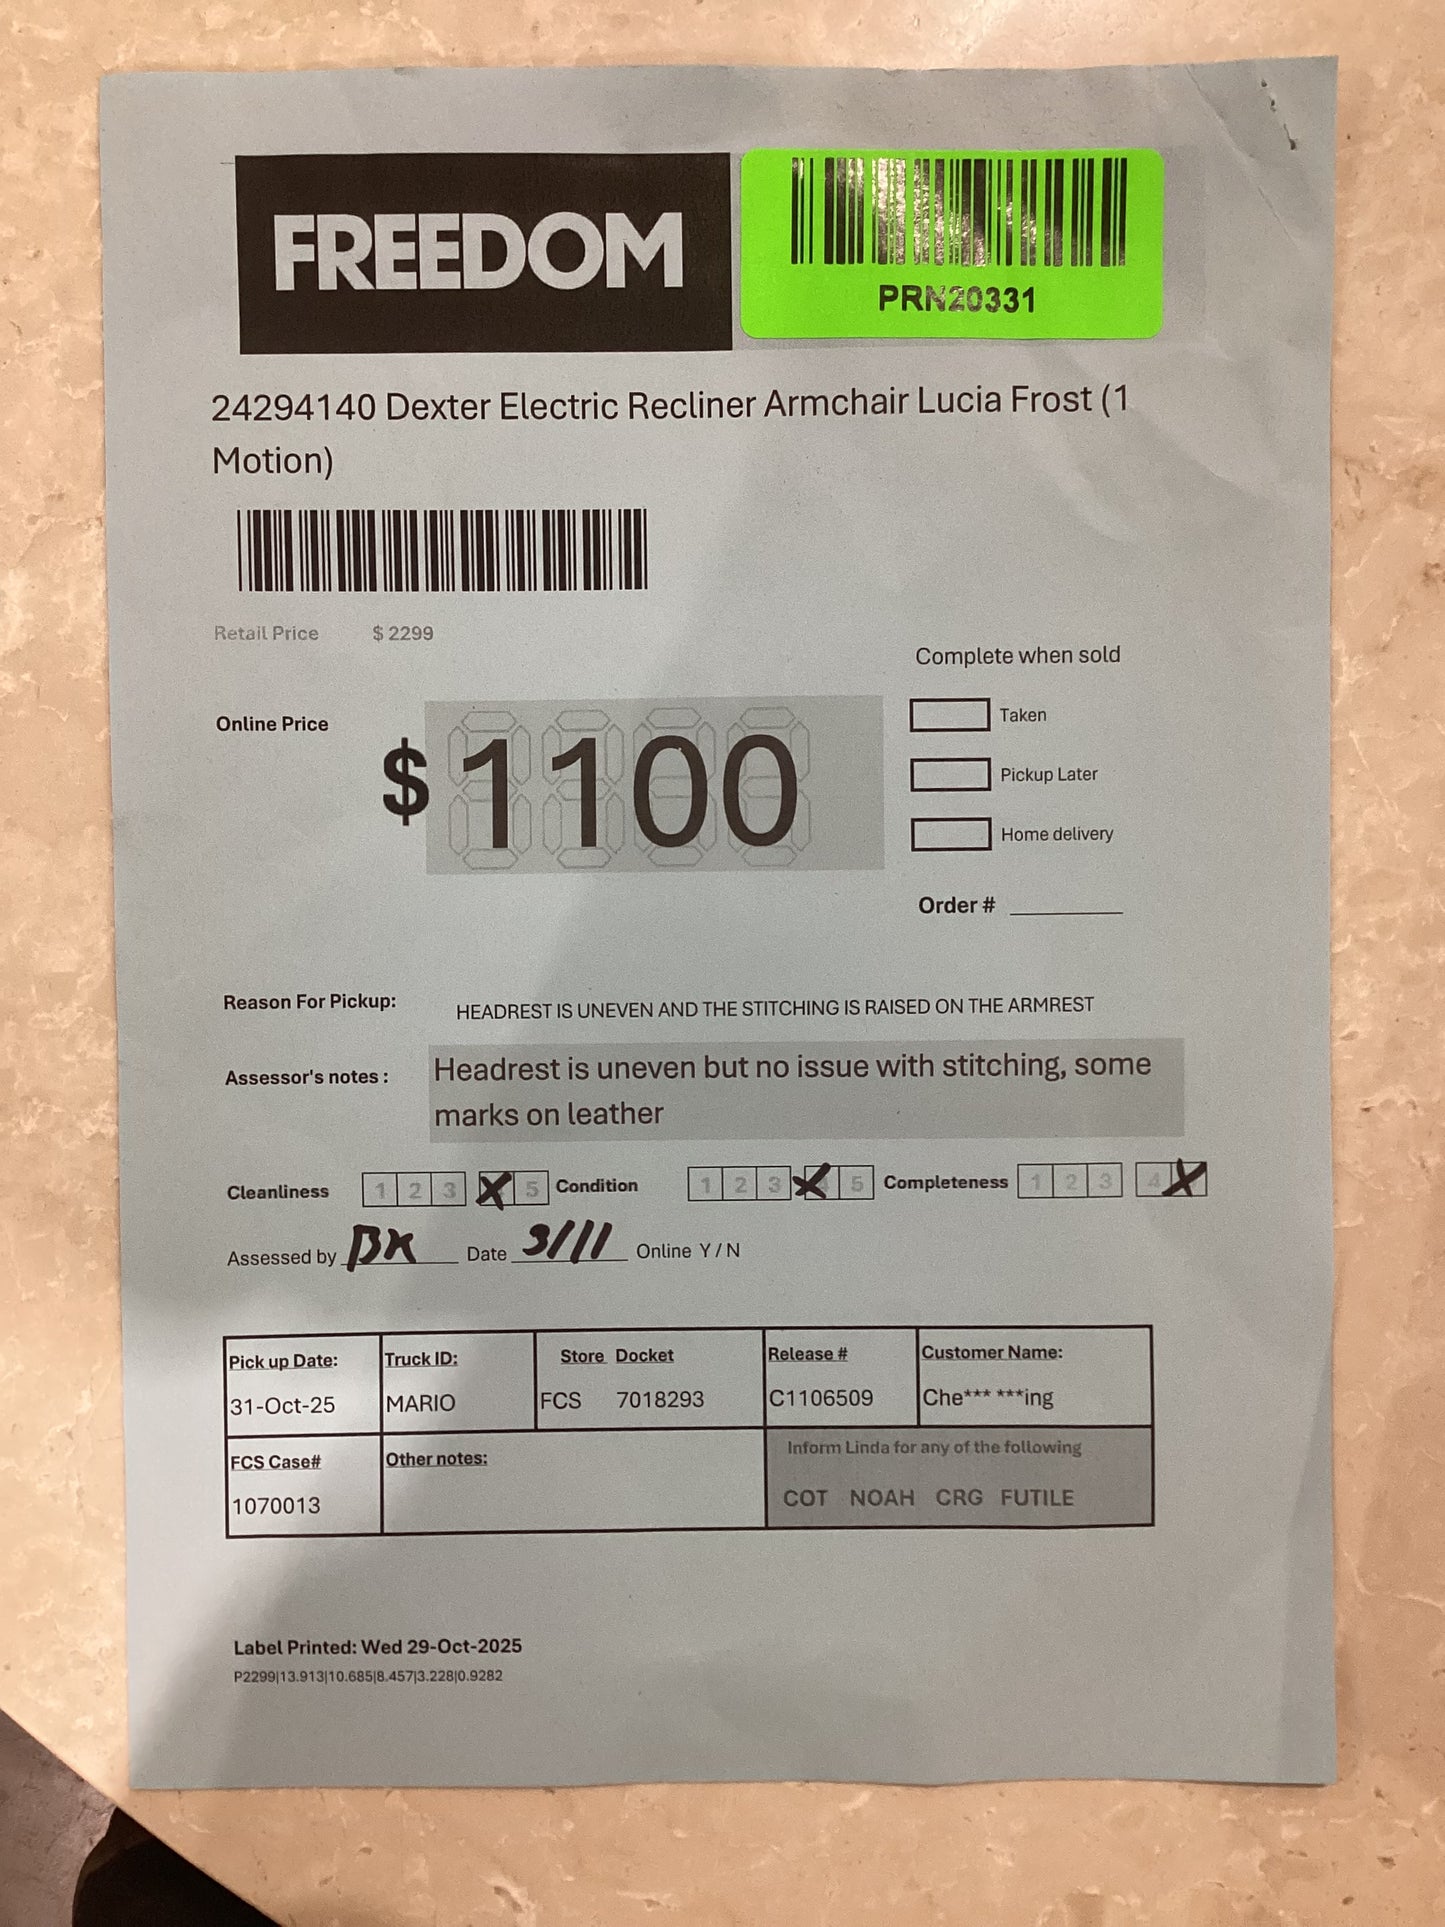 FREEDOM
PRN20331
24294140 Dexter Electric Recliner Armchair Lucia Frost (1
Motion)
Retail Price $ 2299
Complete when sold
Online Price $ 1100
Taken
Pickup Later
Home delivery
Order #
Reason For Pickup: HEADREST IS UNEVEN AND THE STITCHING IS RAISED ON THE ARMREST
Assessor's notes : Headrest is uneven but no issue with stitching, some
marks on leather
Cleanliness 1 2 3 X 5 Condition 1 2 3 X 5 Completeness 1 2 3 4 X
Assessed by BK Date 3/11 Online Y / N
Pick up Date: Truck ID: Store Docket Release # Customer Name:
31-Oct-25 MARIO FCS 7018293 C1106509 Che*** ***ing
FCS Case# Other notes: Inform Linda for any of the following
1070013 COT NOAH CRG FUTILE
Label Printed: Wed 29-Oct-2025
P2299|13.913|10.685|8.457|3.228|0.9282